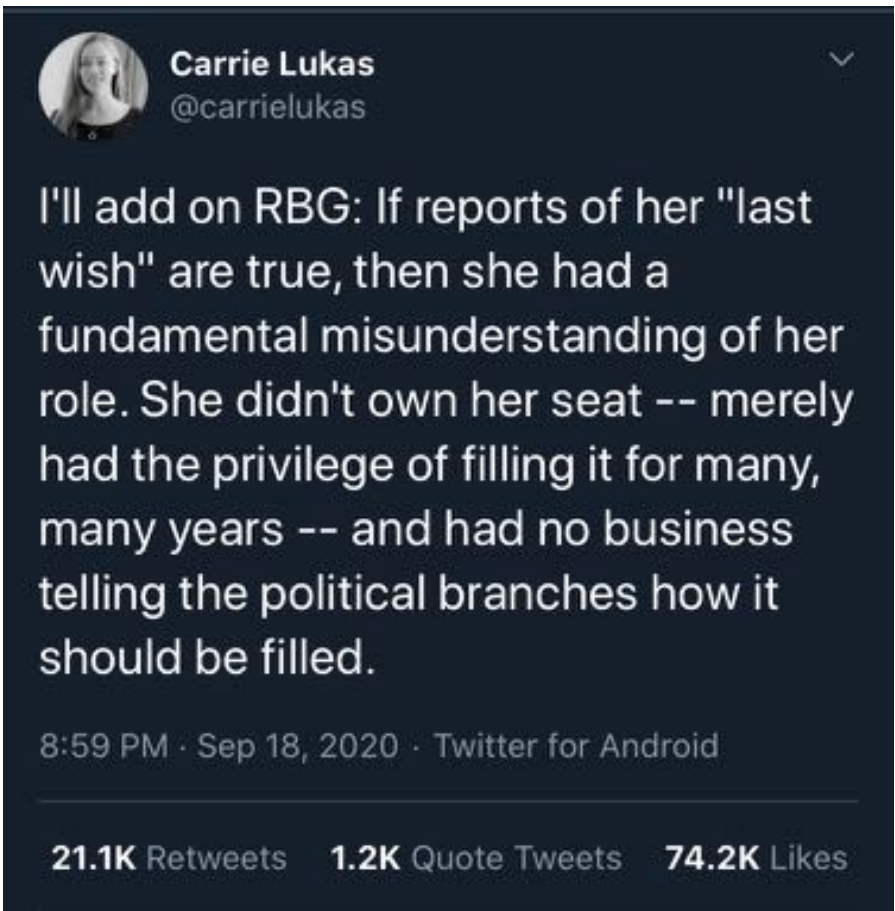 Carrie Lukas
@carrielukas
I'll add on RBG: If reports of her "last
wish" are true, then she had a
fundamental misunderstanding of her
role. She didn't own her seat -- merely
had the privilege of filling it for many,
many years -- and had no business
telling the political branches how it
should be filled.
8:59 PM · Sep 18, 2020 · Twitter for Android
21.1K Retweets 1.2K Quote Tweets 74.2K Likes